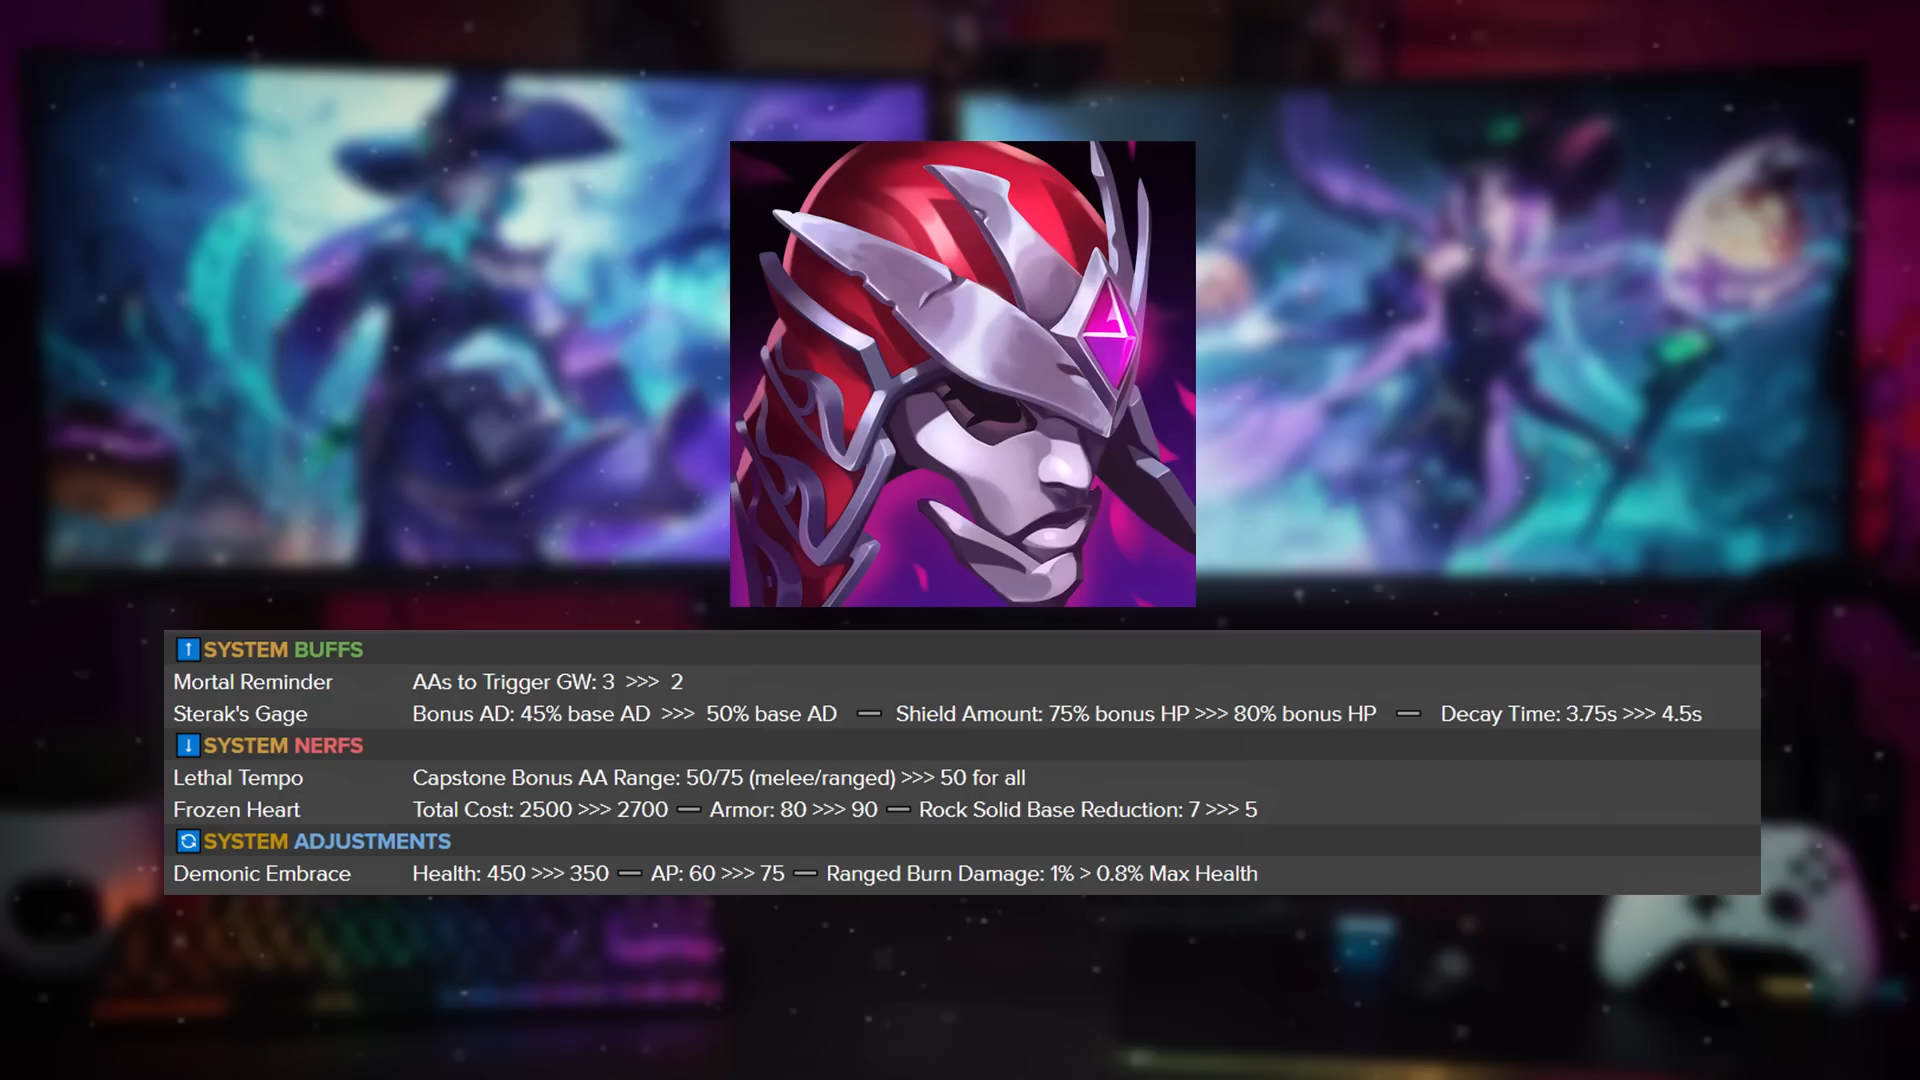 SYSTEM BUFFS
Mortal Reminder AAs to Trigger GW: 3 >>> 2
Sterak's Gage Bonus AD: 45% base AD >>> 50% base AD — Shield Amount: 75% bonus HP >>> 80% bonus HP — Decay Time: 3.75s >>> 4.5s
SYSTEM NERFS
Lethal Tempo Capstone Bonus AA Range: 50/75 (melee/ranged) >>> 50 for all
Frozen Heart Total Cost: 2500 >>> 2700 — Armor: 80 >>> 90 — Rock Solid Base Reduction: 7 >>> 5
SYSTEM ADJUSTMENTS
Demonic Embrace Health: 450 >>> 350 — AP: 60 >>> 75 — Ranged Burn Damage: 1% > 0.8% Max Health